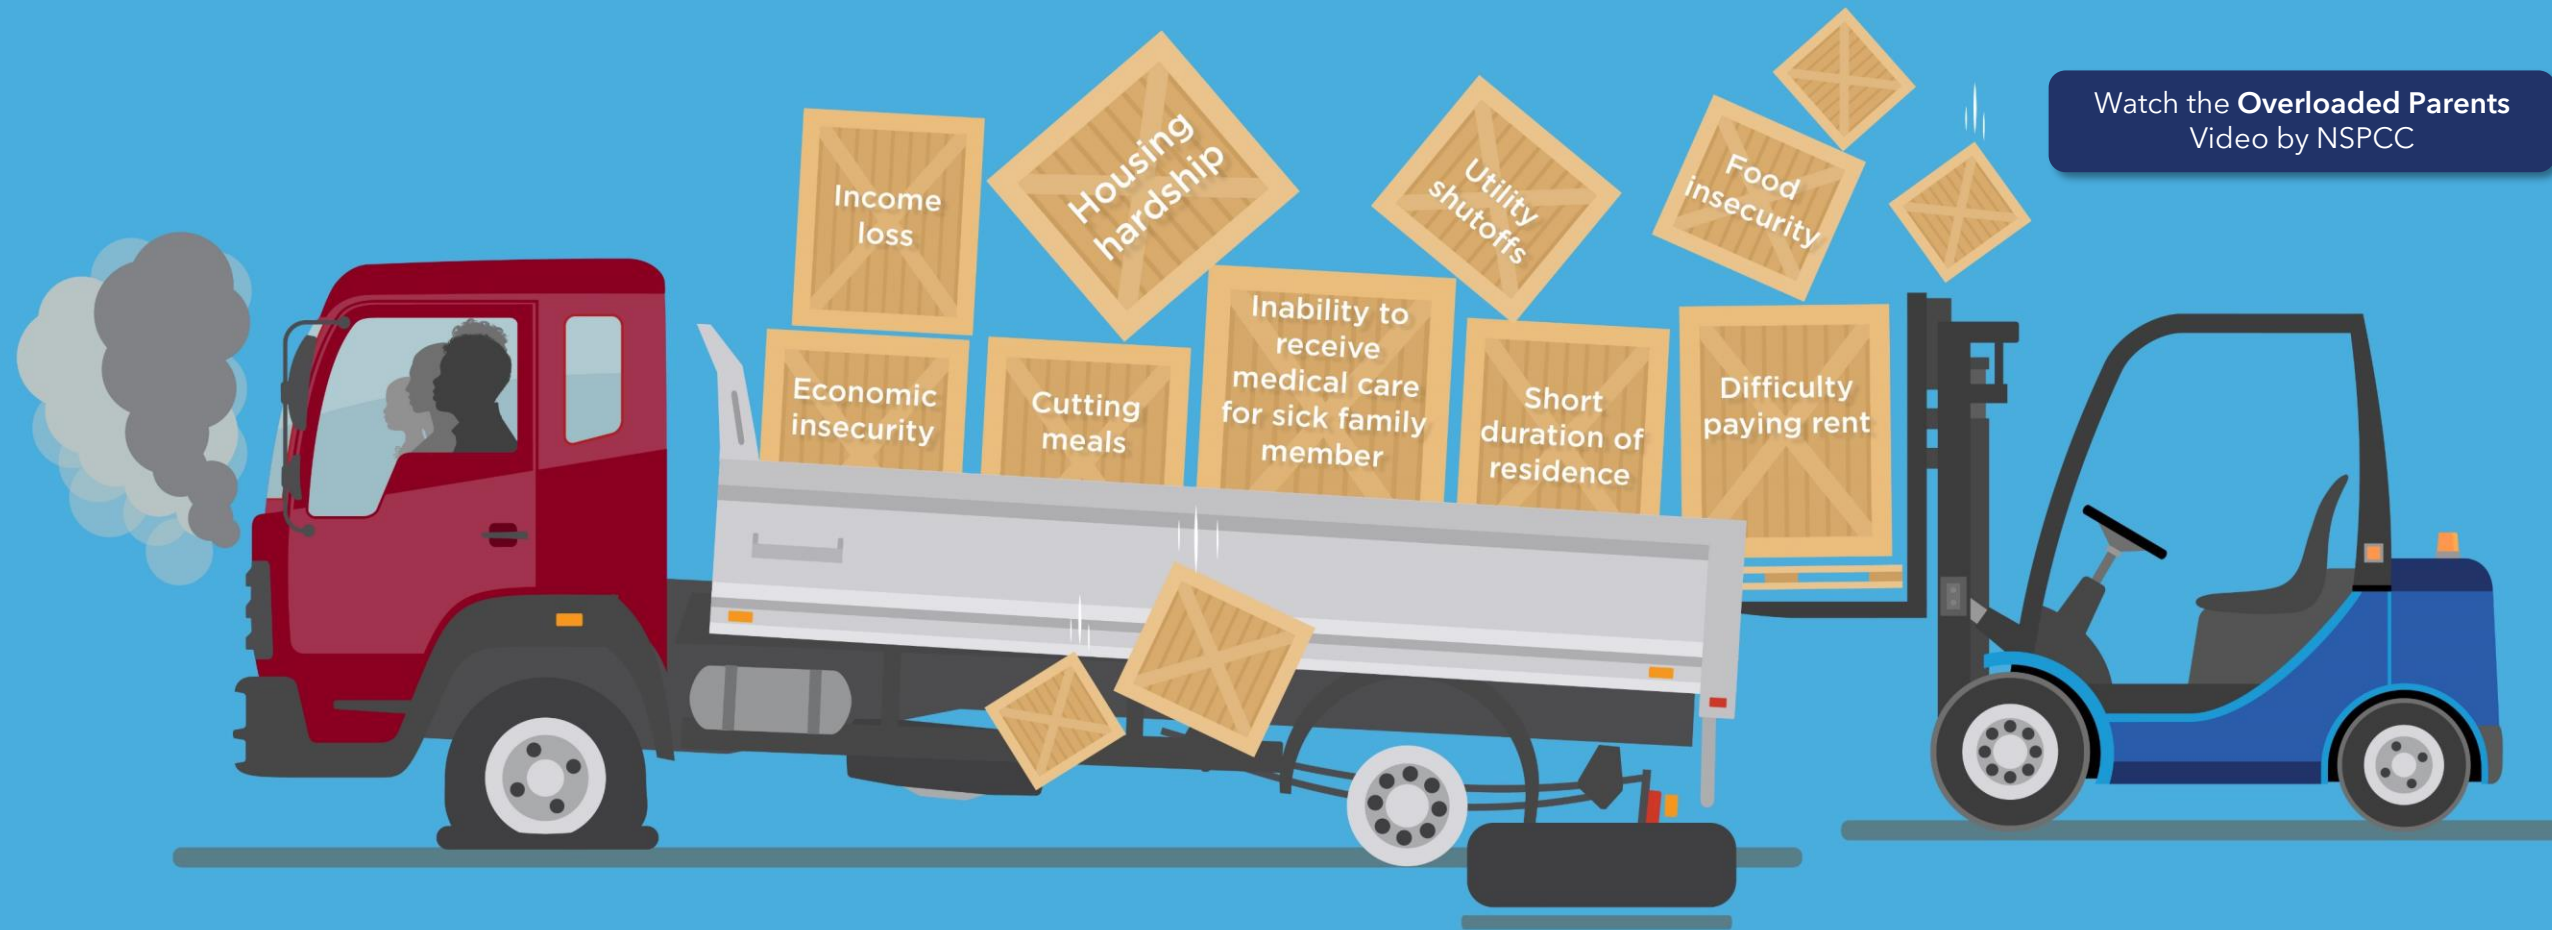 Watch the Overloaded Parents
Video by NSPCC
Income
loss
Housing
hardship
Utility
shutoffs
Food
insecurity
Economic
insecurity
Cutting
meals
Inability to
receive
medical care
for sick family
member
Short
duration of
residence
Difficulty
paying rent